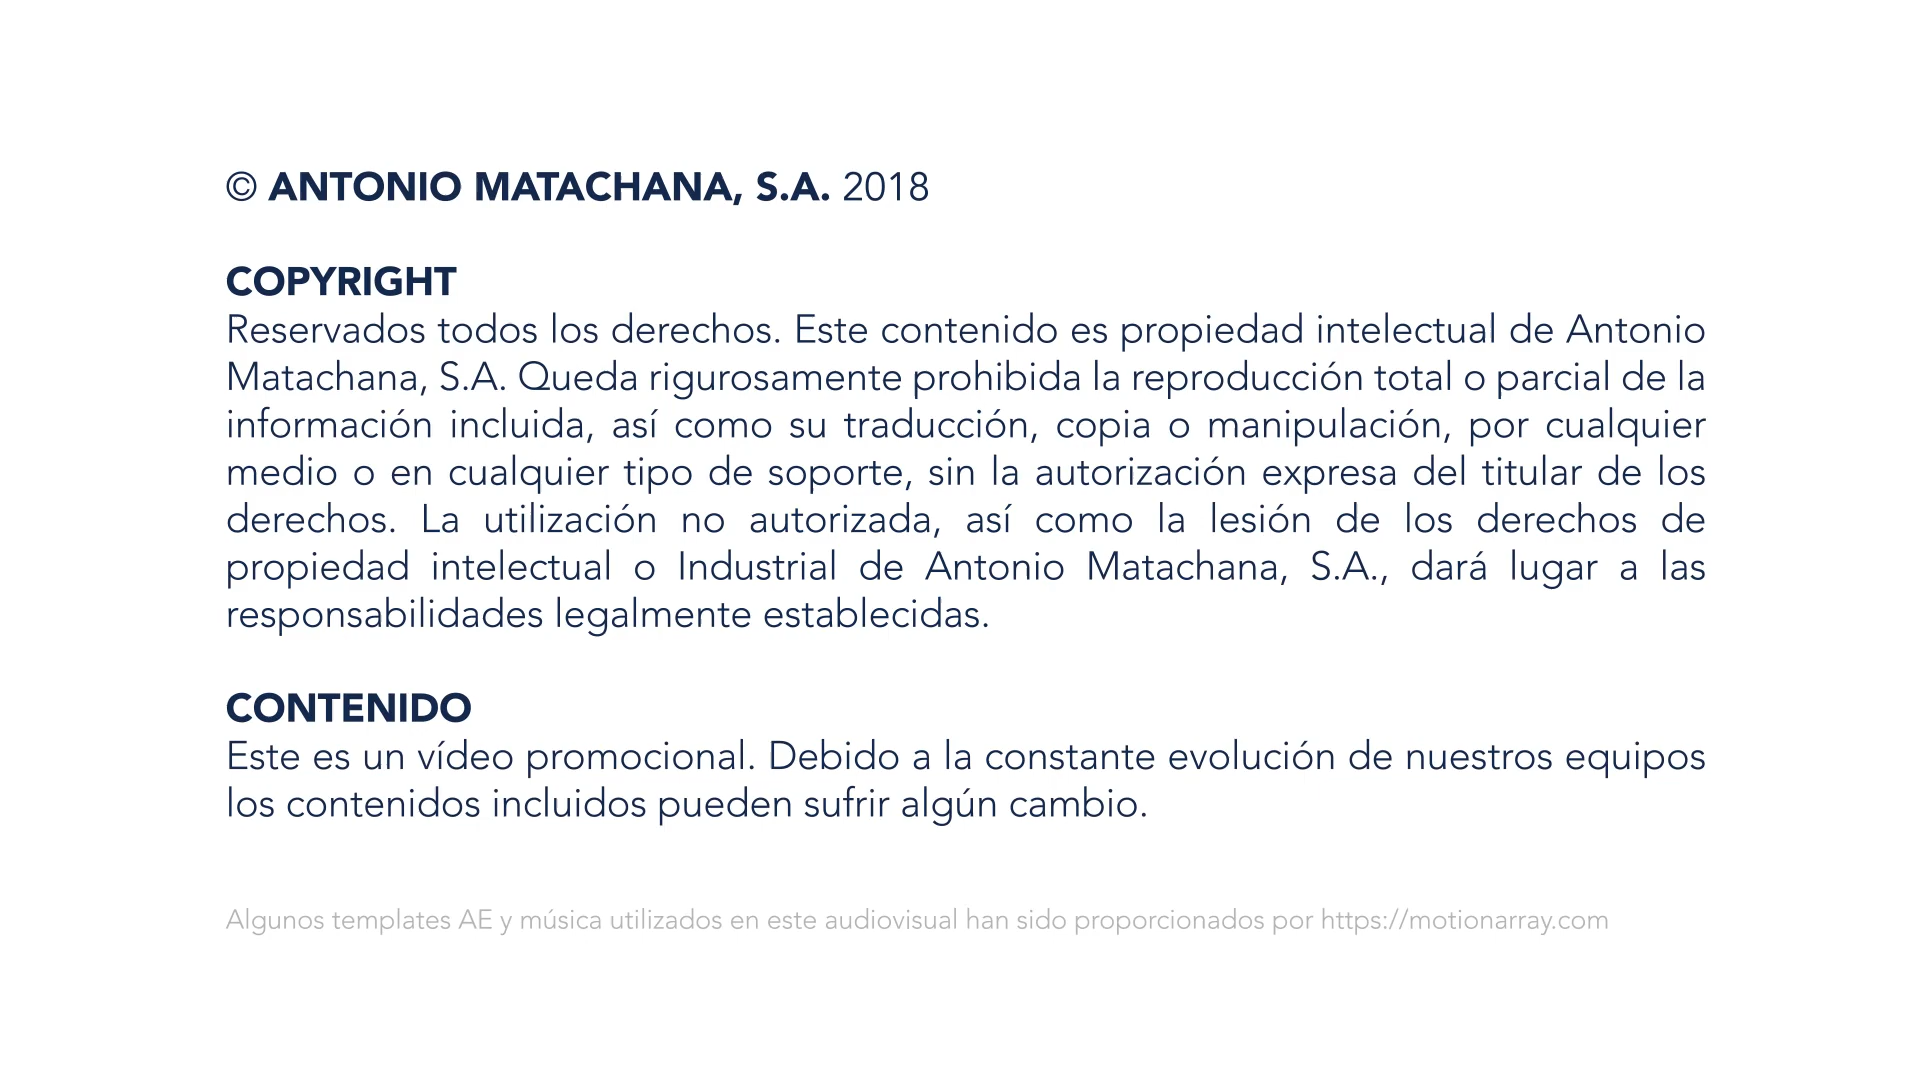 © ANTONIO MATACHANA, S.A. 2018
COPYRIGHT
Reservados todos los derechos. Este contenido es propiedad intelectual de Antonio
Matachana, S.A. Queda rigurosamente prohibida la reproducción total o parcial de la
información incluida, así como su traducción, copia o manipulación, por cualquier
medio o en cualquier tipo de soporte, sin la autorización expresa del titular de los
derechos. La utilización no autorizada, así como la lesión de los derechos de
propiedad intelectual o Industrial de Antonio Matachana, S.A., dará lugar a las
responsabilidades legalmente establecidas.
CONTENIDO
Este es un vídeo promocional. Debido a la constante evolución de nuestros equipos
los contenidos incluidos pueden sufrir algún cambio.
Algunos templates AE y música utilizados en este audiovisual han sido proporcionados por https://motionarray.com